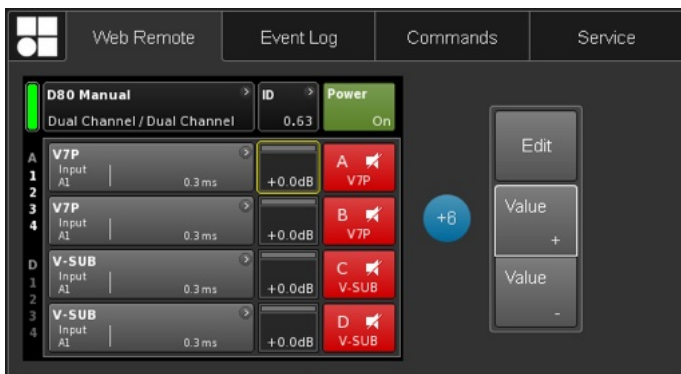 Web Remote Event Log Commands Service
D80 Manual ID Power
Dual Channel / Dual Channel 0.63 On
A
1
2
3
4
D
1
2
3
4
V7P
Input
A1 0.3 ms +0.0dB
A
V7P
V7P
Input
A1 0.3 ms +0.0dB
B
V7P
V-SUB
Input
A1 0.3 ms +0.0dB
C
V-SUB
V-SUB
Input
A1 0.3 ms +0.0dB
D
V-SUB
+6
Edit
Value
+
Value
-